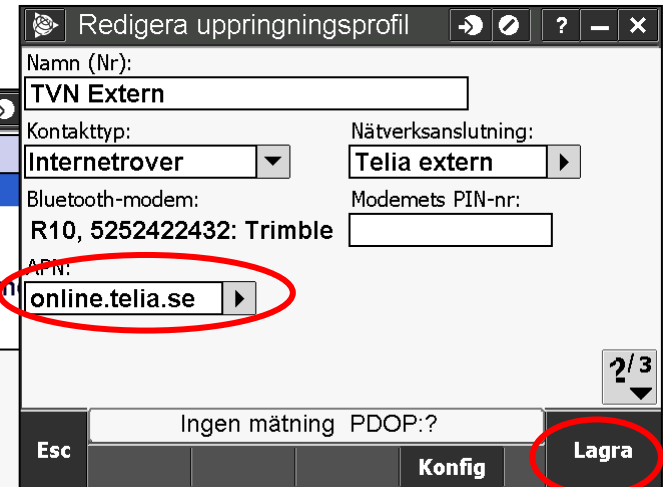 Redigera uppringningsprofil ?
Namn (Nr):
TVN Extern
Kontakttyp: Nätverksanslutning:
Internetrover Telia extern
Bluetooth-modem: Modemets PIN-nr:
R10, 5252422432: Trimble
APN:
online.telia.se
2/3
Ingen mätning PDOP:?
Esc Lagra
Konfig